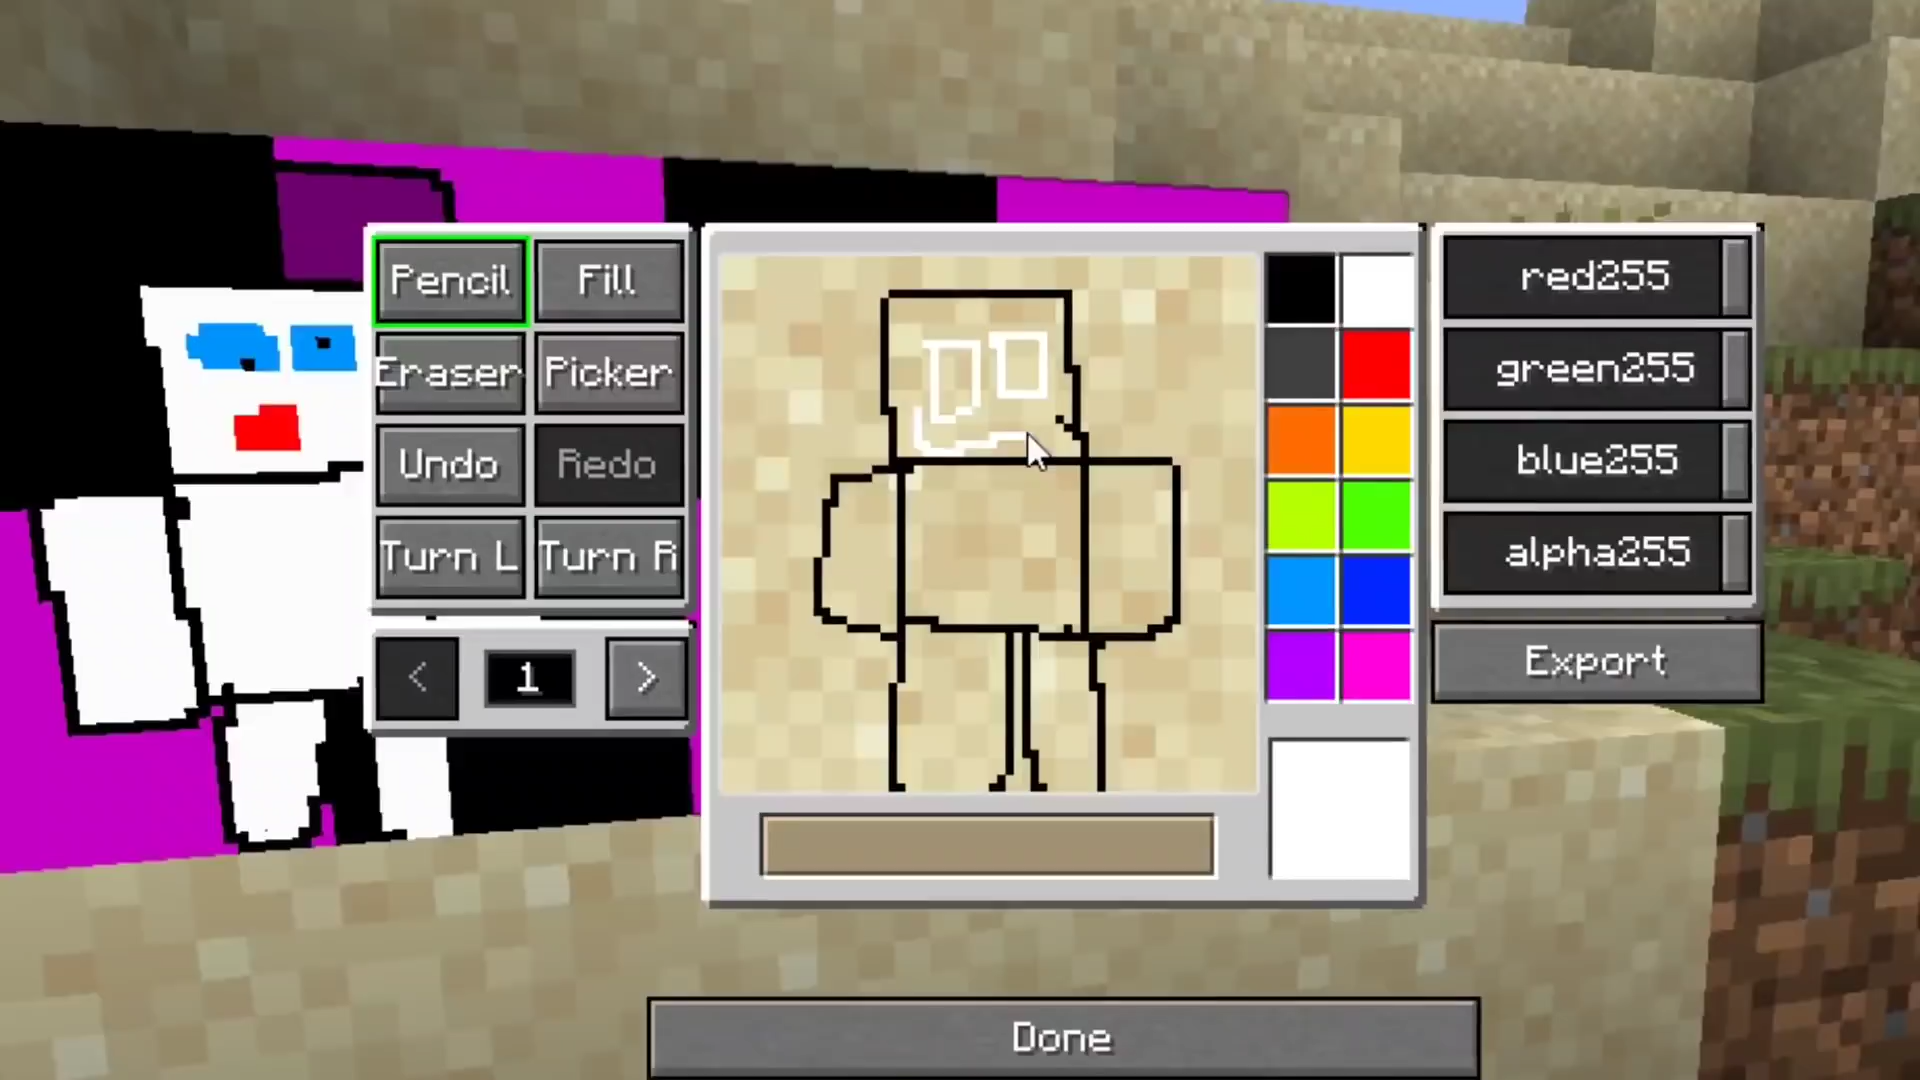 Pencil
Fill
Eraser
Picker
Undo
Redo
Turn L
Turn R
<
1
>
red255
green255
blue255
alpha255
Export
Done